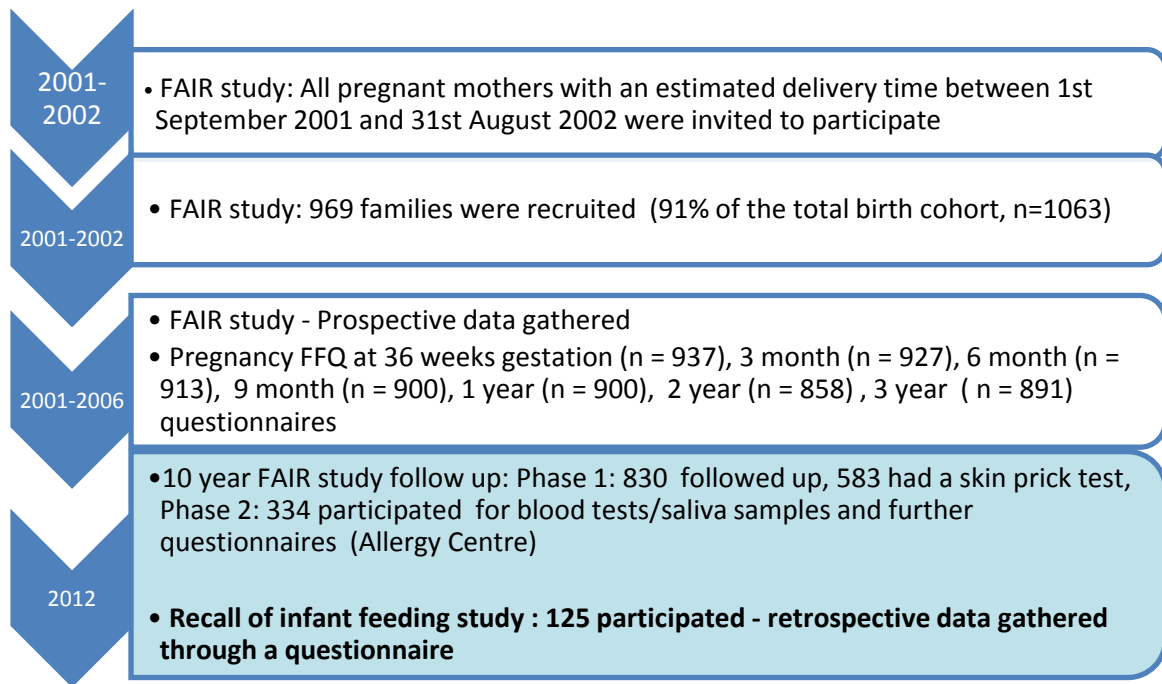 2001-
2002
• FAIR study: All pregnant mothers with an estimated delivery time between 1st
September 2001 and 31st August 2002 were invited to participate
2001-2002
• FAIR study: 969 families were recruited (91% of the total birth cohort, n=1063)
2001-2006
• FAIR study - Prospective data gathered
• Pregnancy FFQ at 36 weeks gestation (n = 937), 3 month (n = 927), 6 month (n =
913), 9 month (n = 900), 1 year (n = 900), 2 year (n = 858) , 3 year ( n = 891)
questionnaires
2012
•10 year FAIR study follow up: Phase 1: 830 followed up, 583 had a skin prick test,
Phase 2: 334 participated for blood tests/saliva samples and further
questionnaires (Allergy Centre)
• Recall of infant feeding study : 125 participated - retrospective data gathered
through a questionnaire